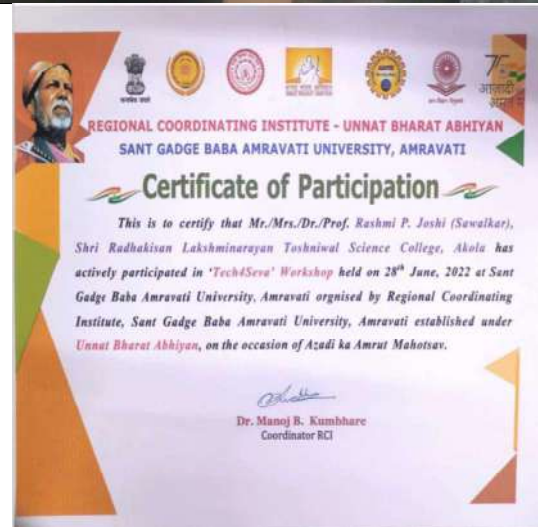 75
आज़ादी
अमृत म
REGIONAL COORDINATING INSTITUTE - UNNAT BHARAT ABHIYAN
SANT GADGE BABA AMRAVATI UNIVERSITY, AMRAVATI
Certificate of Participation
This is to certify that Mr./Mrs./Dr./Prof. Rashmi P. Joshi (Sawalkar),
Shri Radhakisan Lakshminarayan Toshniwal Science College, Akola has
actively participated in 'Tech4Seva' Workshop held on 28th June, 2022 at Sant
Gadge Baba Amravati University, Amravati orgnised by Regional Coordinating
Institute, Sant Gadge Baba Amravati University, Amravati established under
Unnat Bharat Abhiyan, on the occasion of Azadi ka Amrut Mahotsav.
Dr. Manoj B. Kumbhare
Coordinator RCI